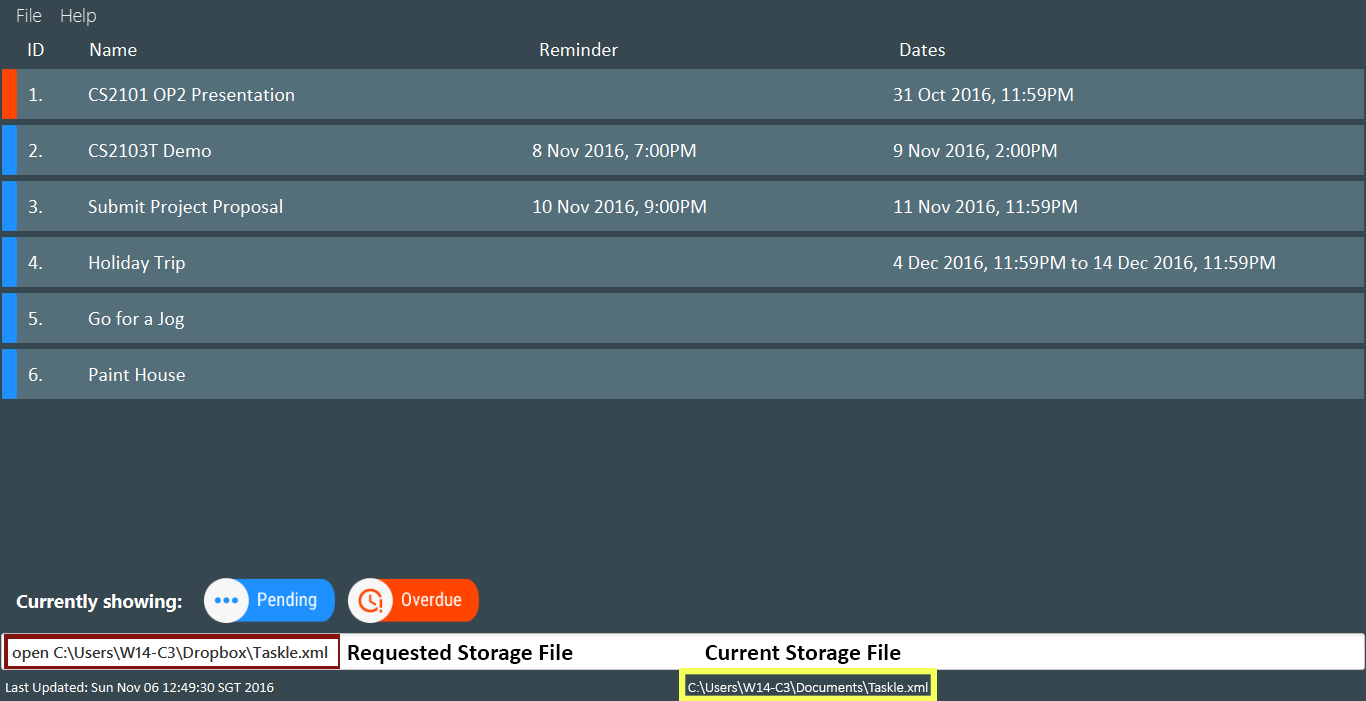 File Help
ID Name Reminder Dates
1. CS2101 OP2 Presentation 31 Oct 2016, 11:59PM
2. CS2103T Demo 8 Nov 2016, 7:00PM 9 Nov 2016, 2:00PM
3. Submit Project Proposal 10 Nov 2016, 9:00PM 11 Nov 2016, 11:59PM
4. Holiday Trip 4 Dec 2016, 11:59PM to 14 Dec 2016, 11:59PM
5. Go for a Jog
6. Paint House
Currently showing: Pending Overdue
open C:\Users\W14-C3\Dropbox\Taskle.xml Requested Storage File Current Storage File
Last Updated: Sun Nov 06 12:49:30 SGT 2016 C:\Users\W14-C3\Documents\Taskle.xml